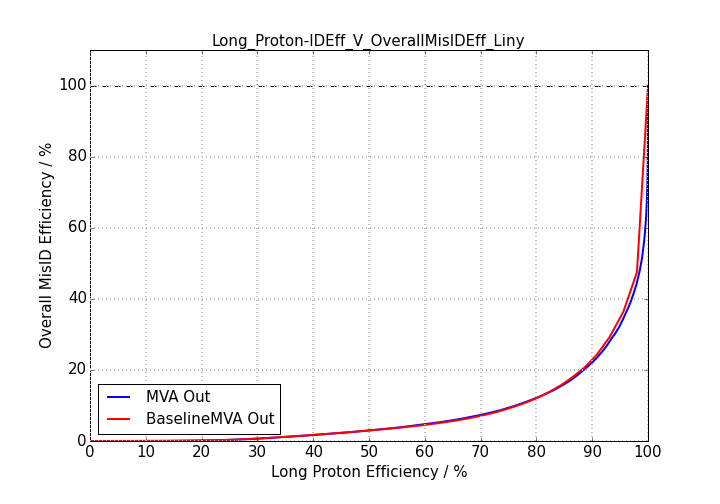 Long_Proton-IDEff_V_OverallMisIDEff_Liny
100
80
60
40
20
0
Overall MisID Efficiency / %
MVA Out
BaselineMVA Out
0 10 20 30 40 50 60 70 80 90 100
Long Proton Efficiency / %